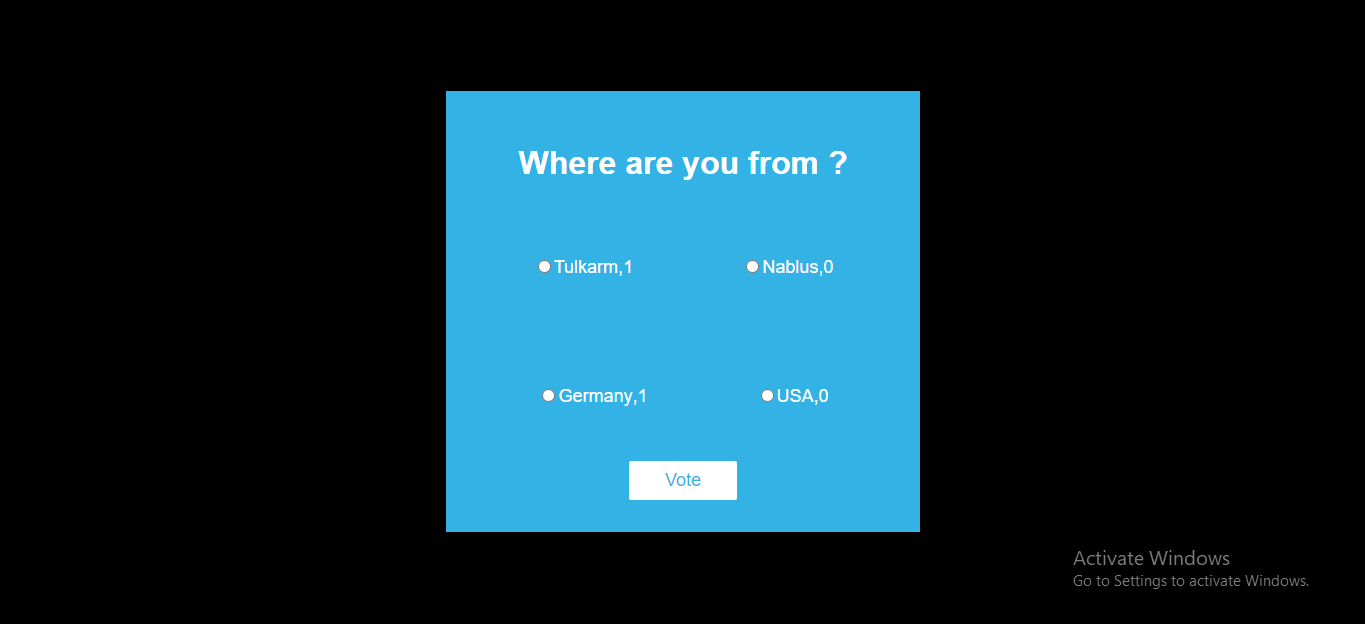 Where are you from ?
Tulkarm,1
Nablus,0
Germany,1
USA,0
Vote
Activate Windows
Go to Settings to activate Windows.